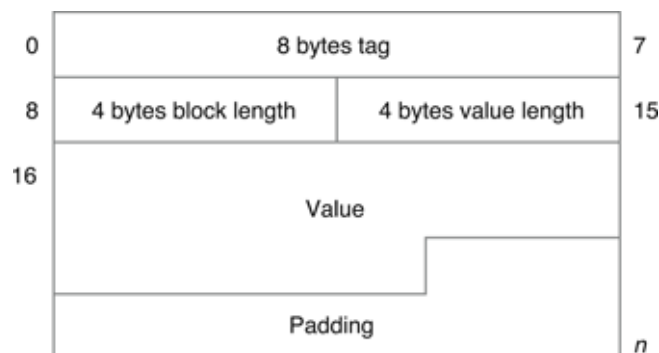 0 8 bytes tag 7
8 4 bytes block length 4 bytes value length 15
16
Value
Padding
n